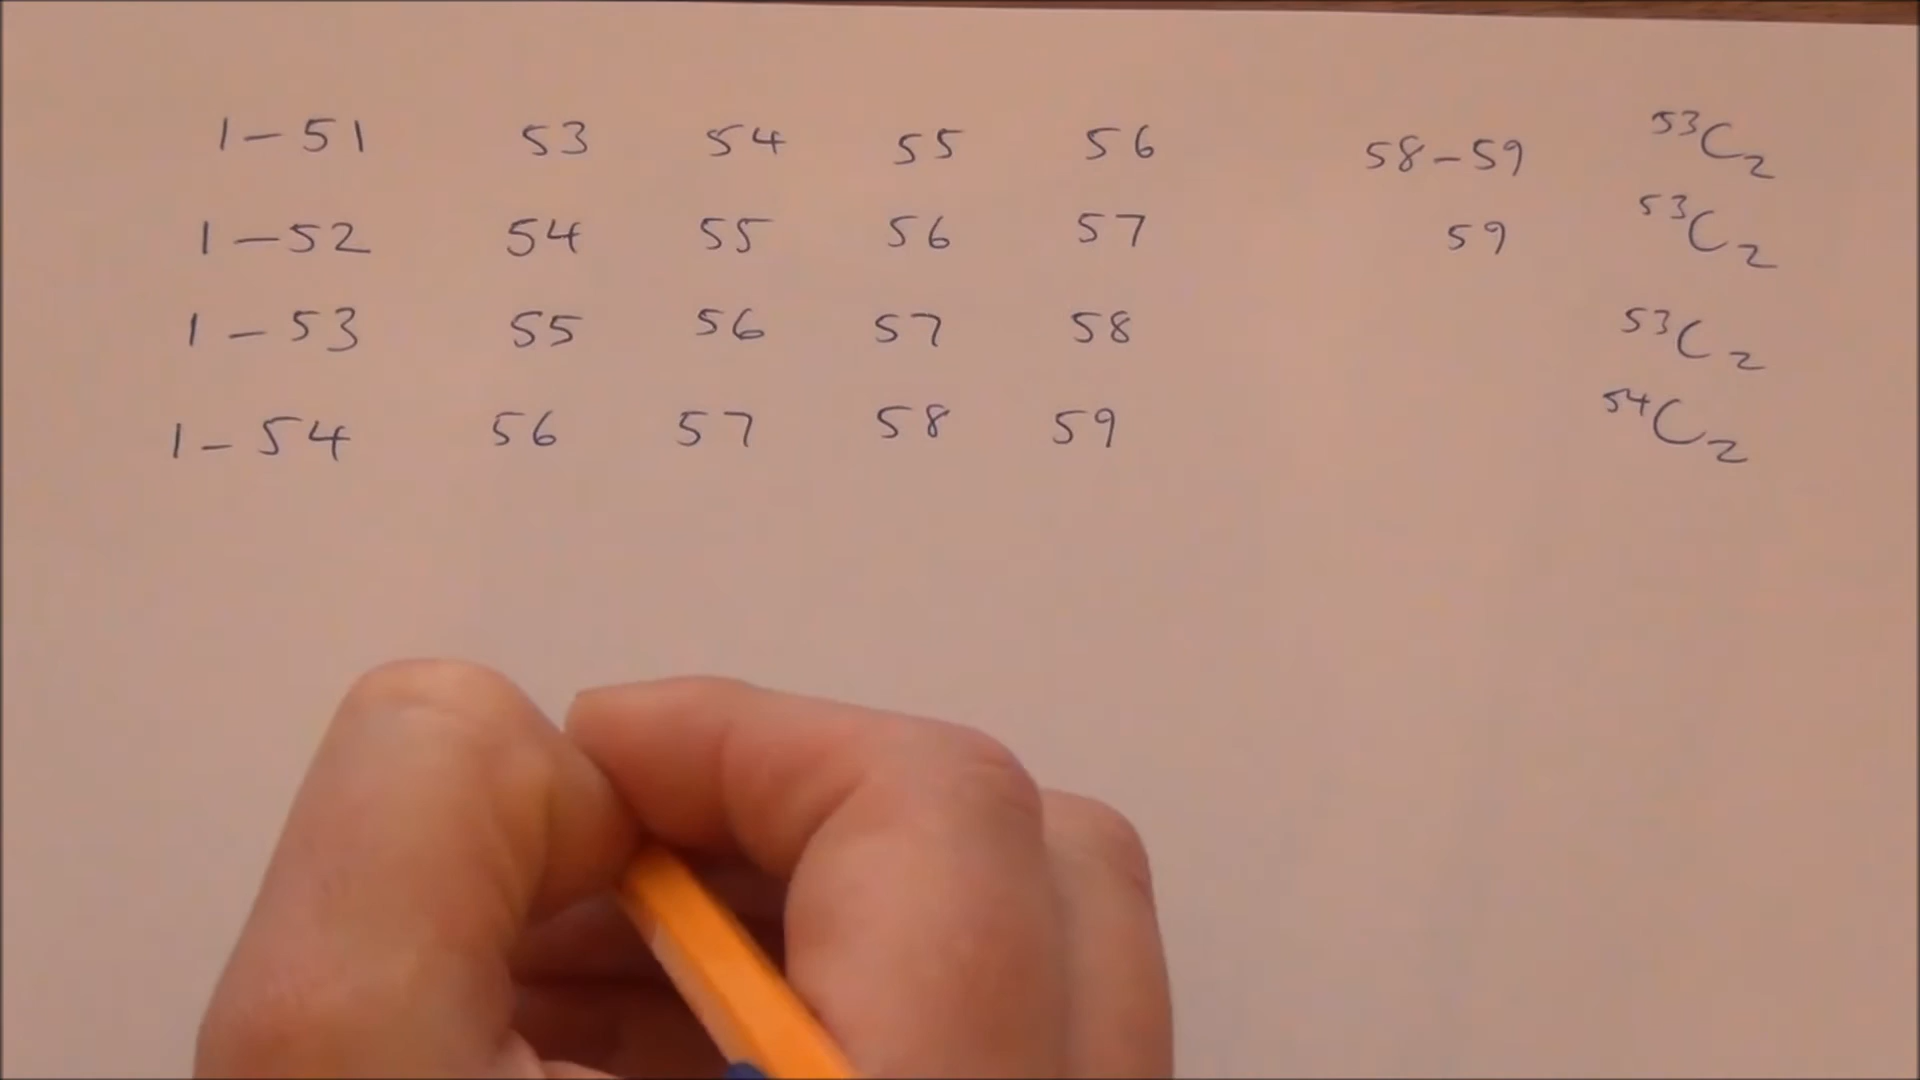 1-51 53 54 55 56 58-59 ⁵³C₂
1-52 54 55 56 57 59 ⁵³C₂
1-53 55 56 57 58 ⁵³C₂
1-54 56 57 58 59 ⁵⁴C₂